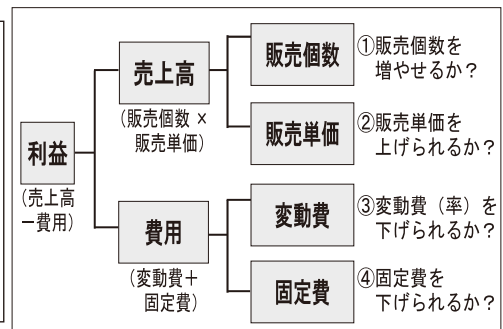 利益
(売上高
ー費用)
売上高
(販売個数 ×
販売単価)
費用
(変動費＋
固定費)
販売個数
①販売個数を
増やせるか？
販売単価
②販売単価を
上げられるか？
変動費
③変動費（率）を
下げられるか？
固定費
④固定費を
下げられるか？